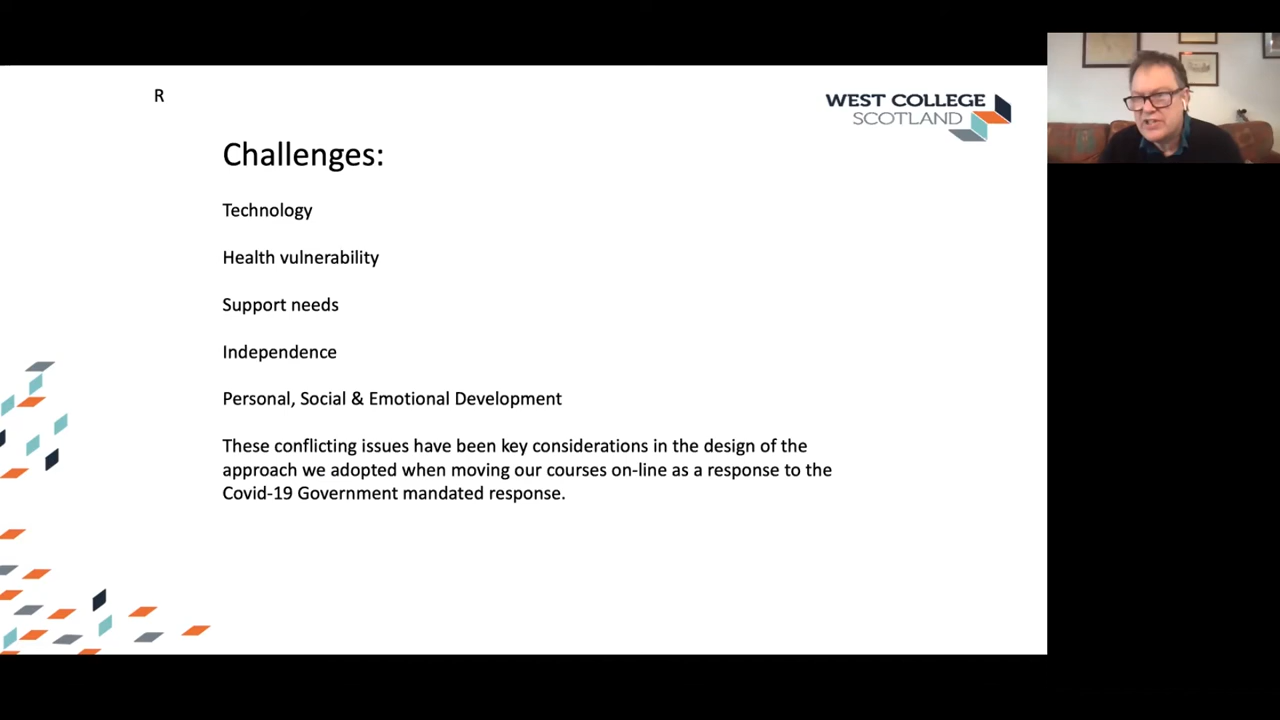 R
WEST COLLEGE
SCOTLAND
Challenges:
Technology
Health vulnerability
Support needs
Independence
Personal, Social & Emotional Development
These conflicting issues have been key considerations in the design of the
approach we adopted when moving our courses on-line as a response to the
Covid-19 Government mandated response.